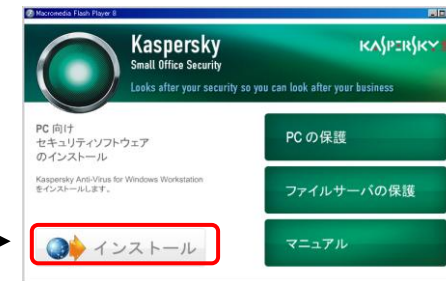 Macromedia Flash Player 8
Kaspersky
Small Office Security
Looks after your security so you can look after your business
KASPERSKY
PC 向け
セキュリティソフトウェア
のインストール
Kaspersky Anti-Virus for Windows Workstation
をインストールします。
インストール
PC の保護
ファイルサーバの保護
マニュアル